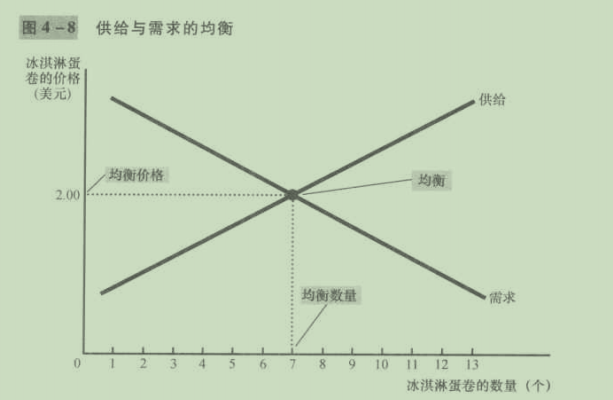 图 4-8 供给与需求的均衡
冰淇淋蛋
卷的价格
(美元)
供给
均衡价格
均衡
2.00
均衡数量
需求
0 1 2 3 4 5 6 7 8 9 10 11 12 13
冰淇淋蛋卷的数量(个)